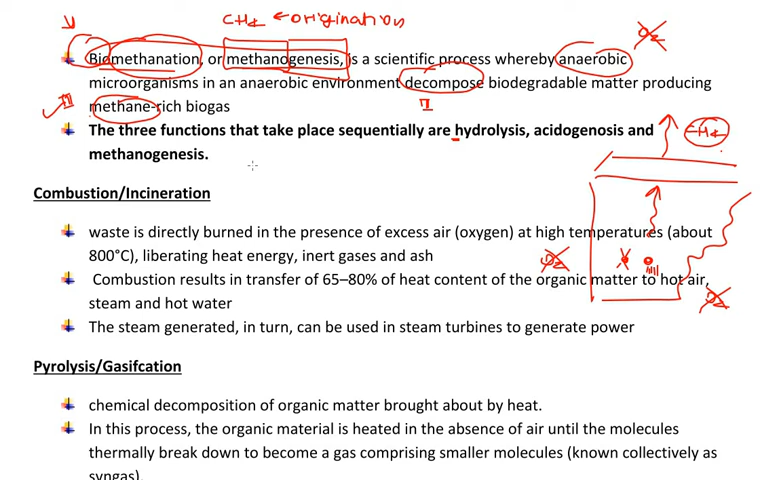 CH4 ← origination
O2
Biomethanation, or methanogenesis, is a scientific process whereby anaerobic
microorganisms in an anaerobic environment decompose biodegradable matter producing
I
II
methane-rich biogas
The three functions that take place sequentially are hydrolysis, acidogenosis and
CH4
methanogenesis.
Combustion/Incineration
waste is directly burned in the presence of excess air (oxygen) at high temperatures (about
800°C), liberating heat energy, inert gases and ash
O2
Combustion results in transfer of 65–80% of heat content of the organic matter to hot air,
O2
steam and hot water
The steam generated, in turn, can be used in steam turbines to generate power
Pyrolysis/Gasifcation
chemical decomposition of organic matter brought about by heat.
In this process, the organic material is heated in the absence of air until the molecules
thermally break down to become a gas comprising smaller molecules (known collectively as
syngas).